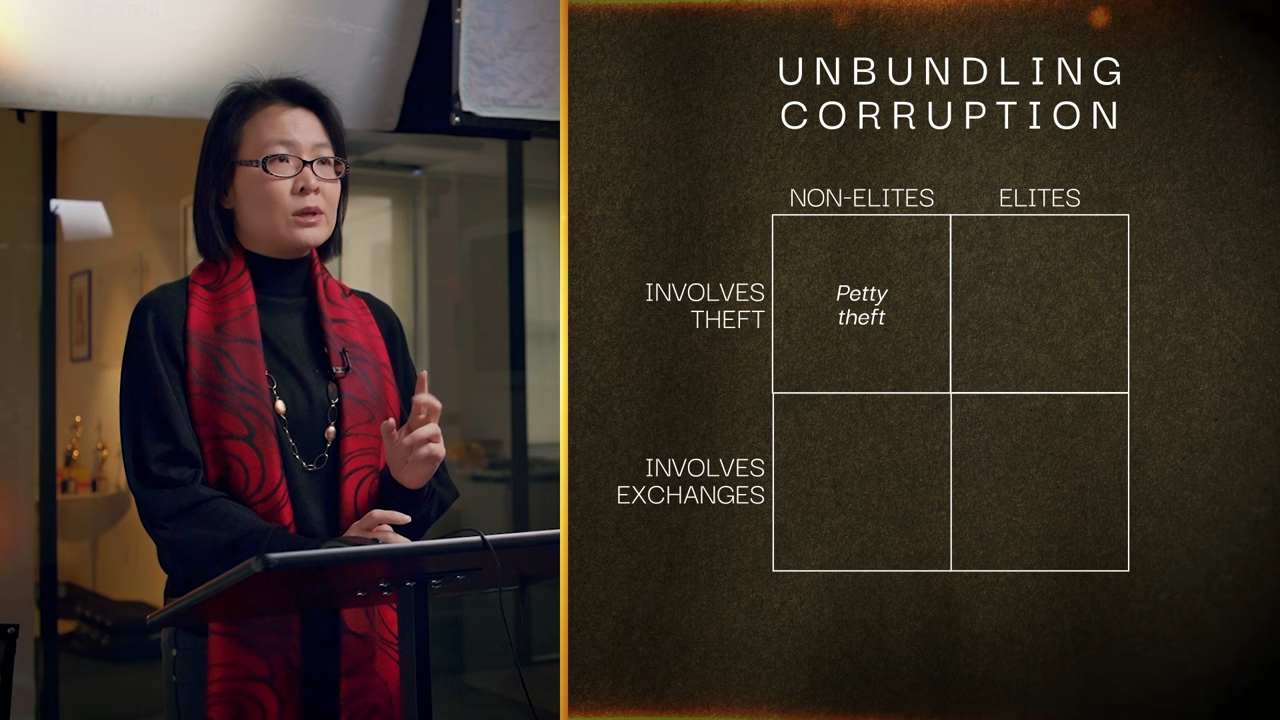 UNBUNDLING
CORRUPTION
NON-ELITES
ELITES
INVOLVES
THEFT
Petty
theft
INVOLVES
EXCHANGES